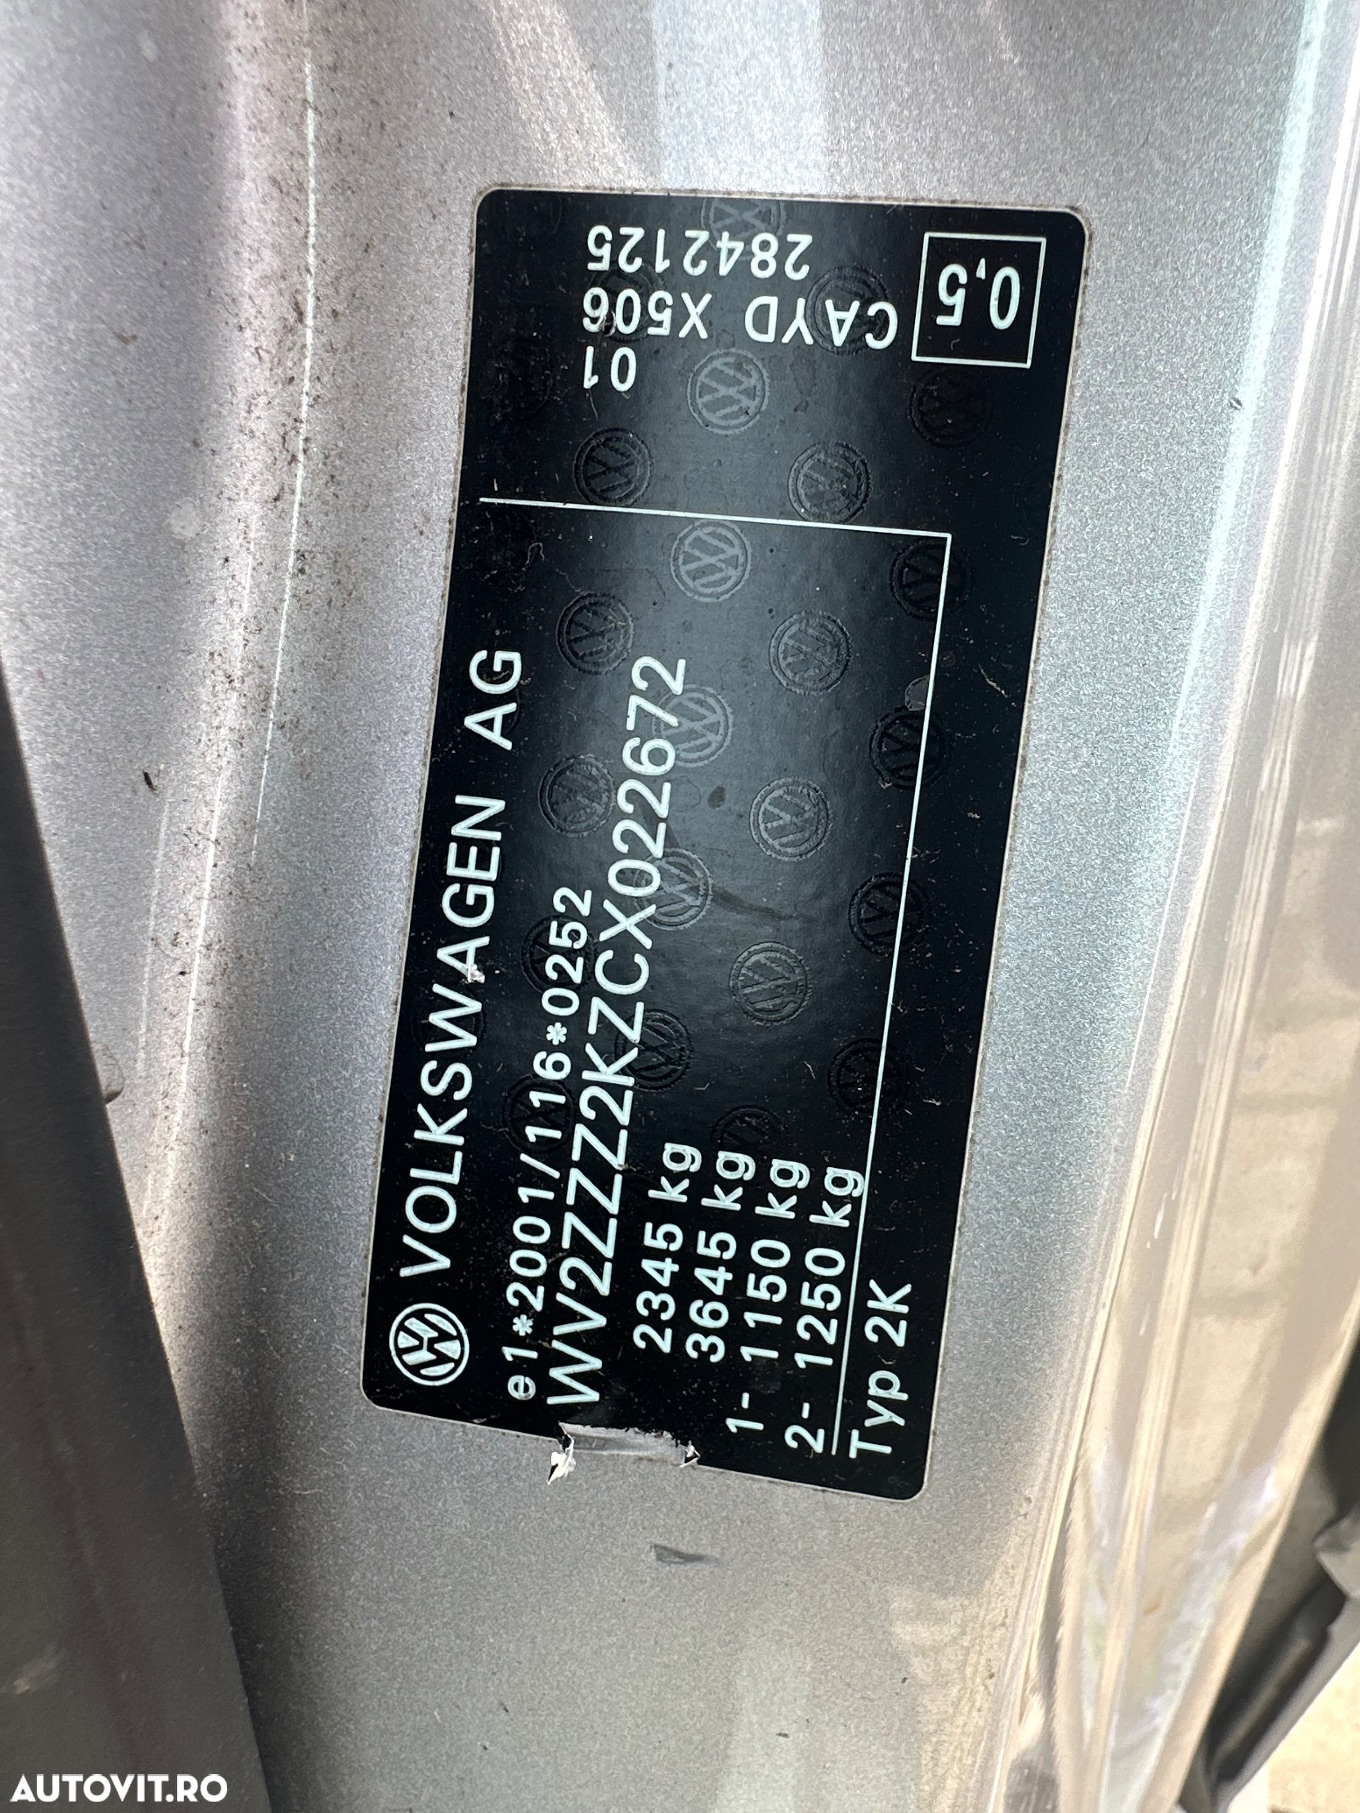 VOLKSWAGEN AG
e1*2001/116*0252
WV2ZZZ2KZCX022672
2345 kg
3645 kg
1- 1150 kg
2- 1250 kg
Typ 2K
2842125
CAYD X506
01
0,5
AUTOVIT.RO